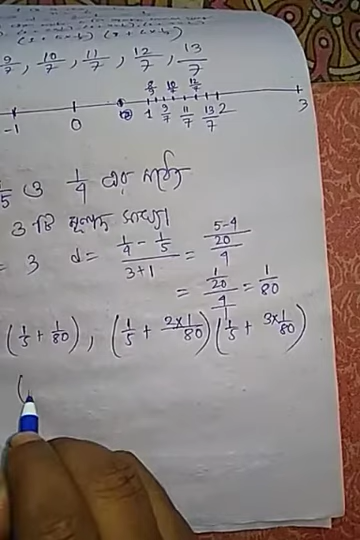 9/7, 10/7, 11/7, 12/7, 13/7
-1 0 1 9/7 11/7 13/7 2 3
1/5 ও 1/4 এর মধ্যে
3 টি মূলদ সংখ্যা
= 3 d = (1/4 - 1/5)/(3+1) = ((5-4)/20)/4
= (1/20)/4 = 1/80
(1/5 + 1/80), (1/5 + 2×1/80) (1/5 + 3×1/80)
(